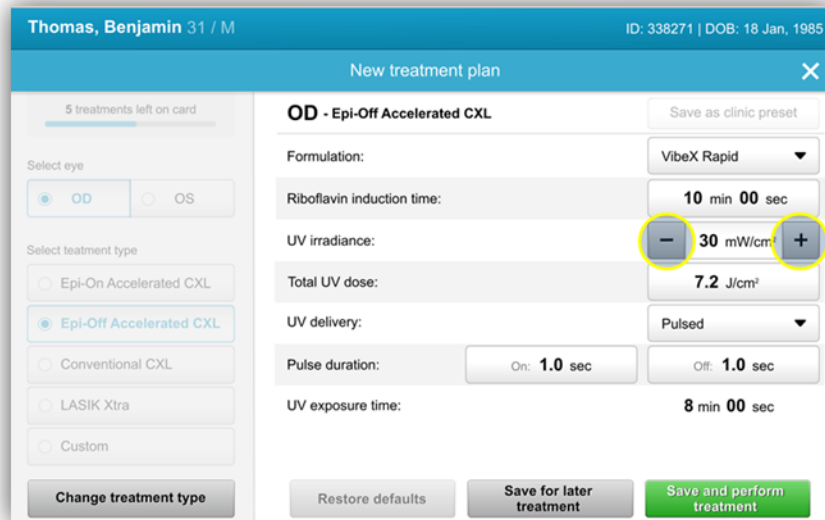 Thomas, Benjamin 31 / M
ID: 338271 | DOB: 18 Jan, 1985
New treatment plan
5 treatments left on card
Select eye
OD
OS
Select teatment type
Epi-On Accelerated CXL
Epi-Off Accelerated CXL
Conventional CXL
LASIK Xtra
Custom
Change treatment type
OD - Epi-Off Accelerated CXL
Save as clinic preset
Formulation:
VibeX Rapid
Riboflavin induction time:
10 min 00 sec
UV irradiance:
− 30 mW/cm² +
Total UV dose:
7.2 J/cm²
UV delivery:
Pulsed
Pulse duration:
On: 1.0 sec
Off: 1.0 sec
UV exposure time:
8 min 00 sec
Restore defaults
Save for later
treatment
Save and perform
treatment